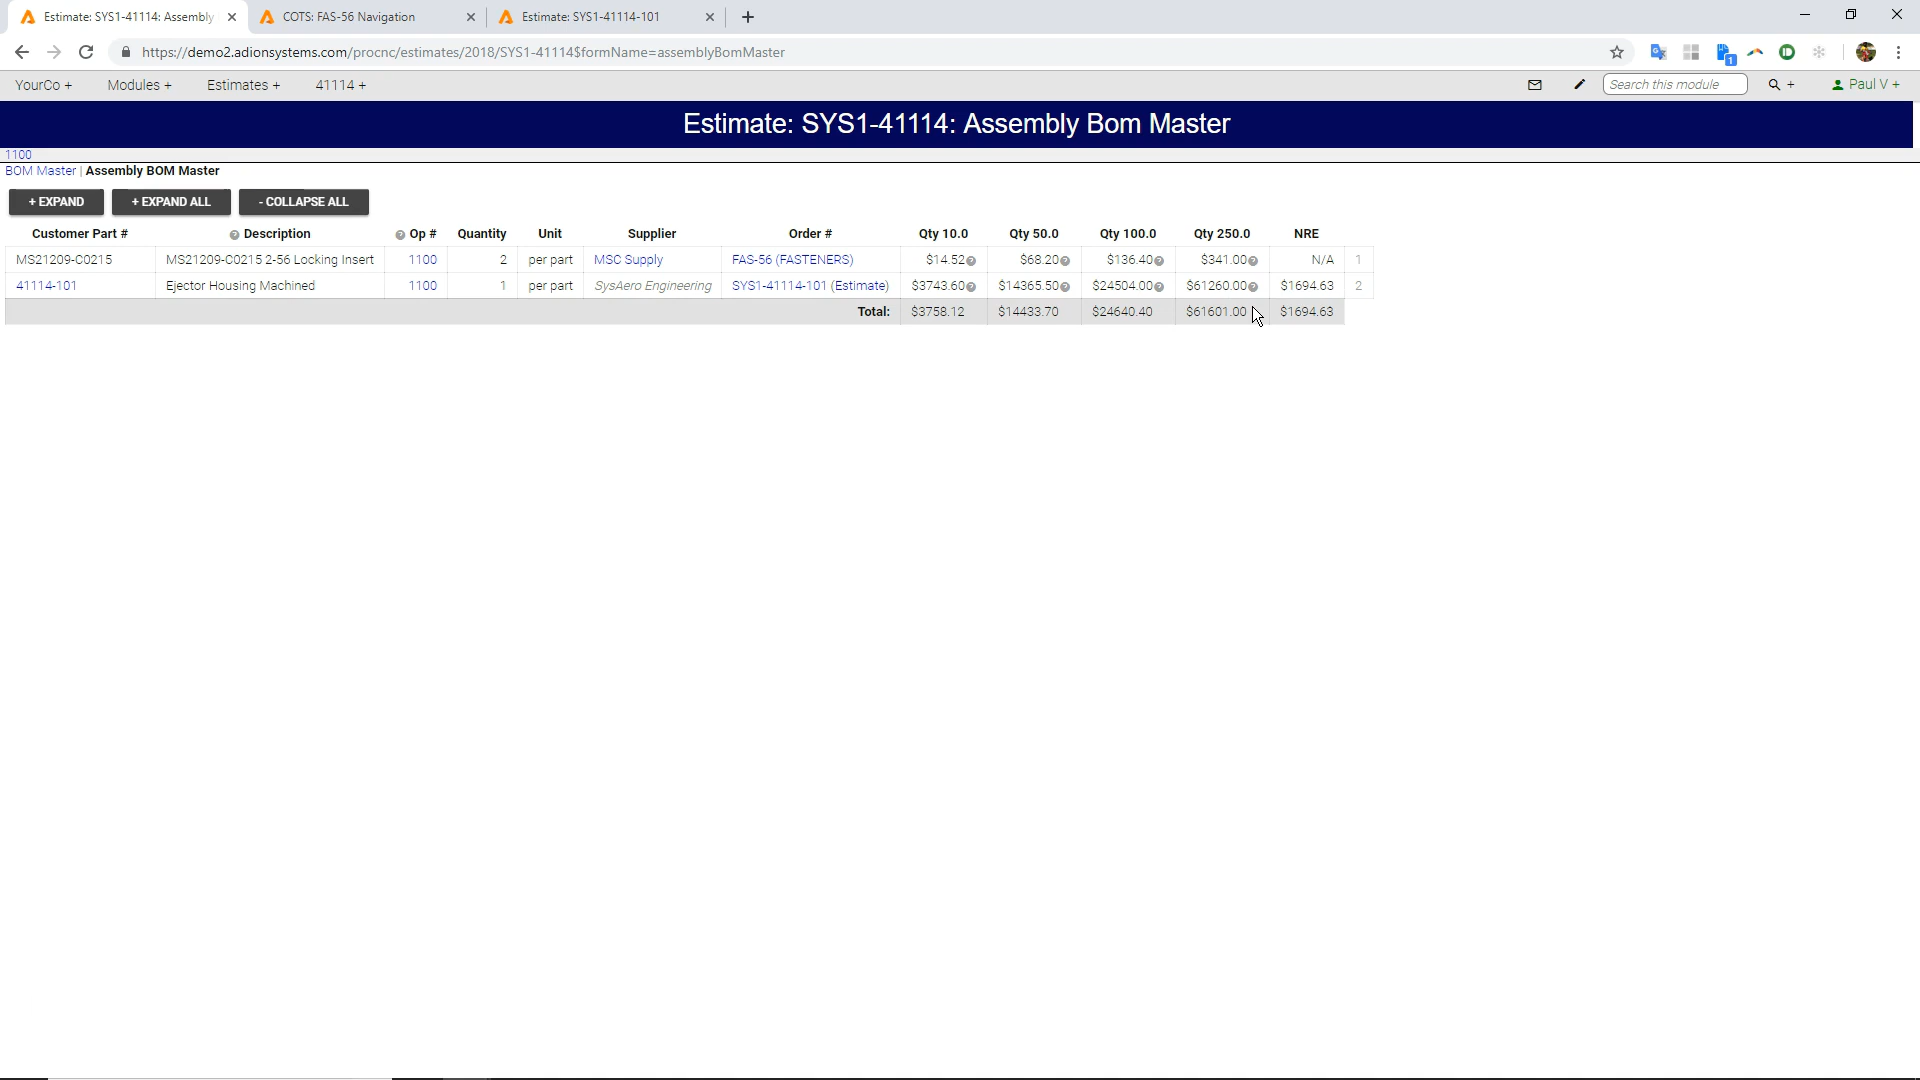 Estimate: SYS1-41114: Assembly
COTS: FAS-56 Navigation
Estimate: SYS1-41114-101
https://demo2.adionsystems.com/procnc/estimates/2018/SYS1-41114$formName=assemblyBomMaster
1
YourCo + Modules + Estimates + 41114 + Search this module + Paul V +
Estimate: SYS1-41114: Assembly Bom Master
1100
BOM Master | Assembly BOM Master
+ EXPAND + EXPAND ALL - COLLAPSE ALL
Customer Part # Description Op # Quantity Unit Supplier Order # Qty 10.0 Qty 50.0 Qty 100.0 Qty 250.0 NRE
MS21209-C0215 MS21209-C0215 2-56 Locking Insert 1100 2 per part MSC Supply FAS-56 (FASTENERS) $14.52 $68.20 $136.40 $341.00 N/A 1
41114-101 Ejector Housing Machined 1100 1 per part SysAero Engineering SYS1-41114-101 (Estimate) $3743.60 $14365.50 $24504.00 $61260.00 $1694.63 2
Total: $3758.12 $14433.70 $24640.40 $61601.00 $1694.63